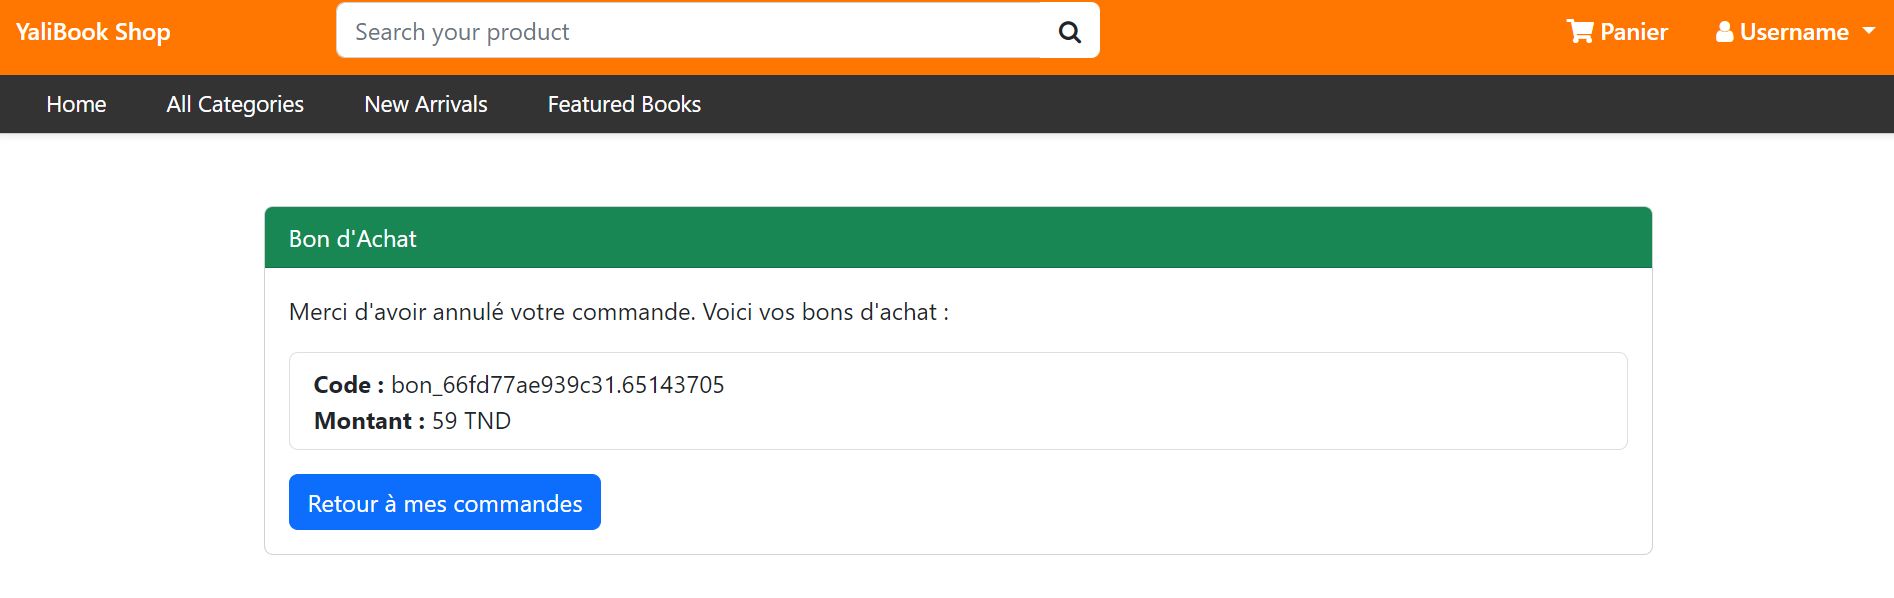 YaliBook Shop
Search your product
Panier
Username
Home
All Categories
New Arrivals
Featured Books
Bon d'Achat
Merci d'avoir annulé votre commande. Voici vos bons d'achat :
Code : bon_66fd77ae939c31.65143705
Montant : 59 TND
Retour à mes commandes